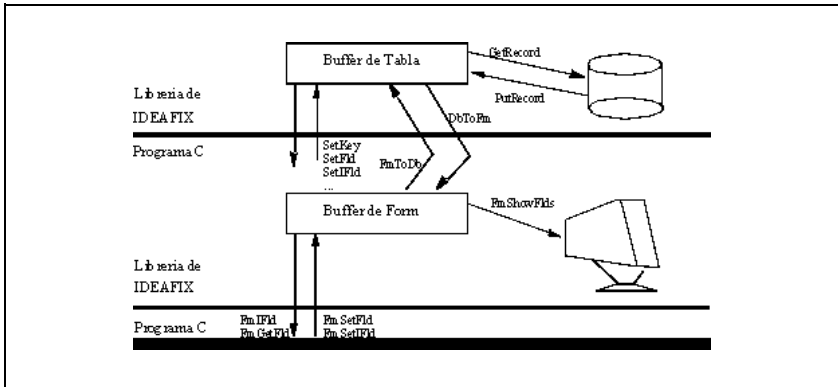 GetRecord
Buffer de Tabla
PutRecord
Libreria de
IDEAFIX
DbToFm
Programa C
SetKey
SetFld
SetIFld
...
FmToDb
Buffer de Form
FmShowFlds
Libreria de
IDEAFIX
Programa C
FmIFld
FmGetFld
FmSetFld
FmSetIFld